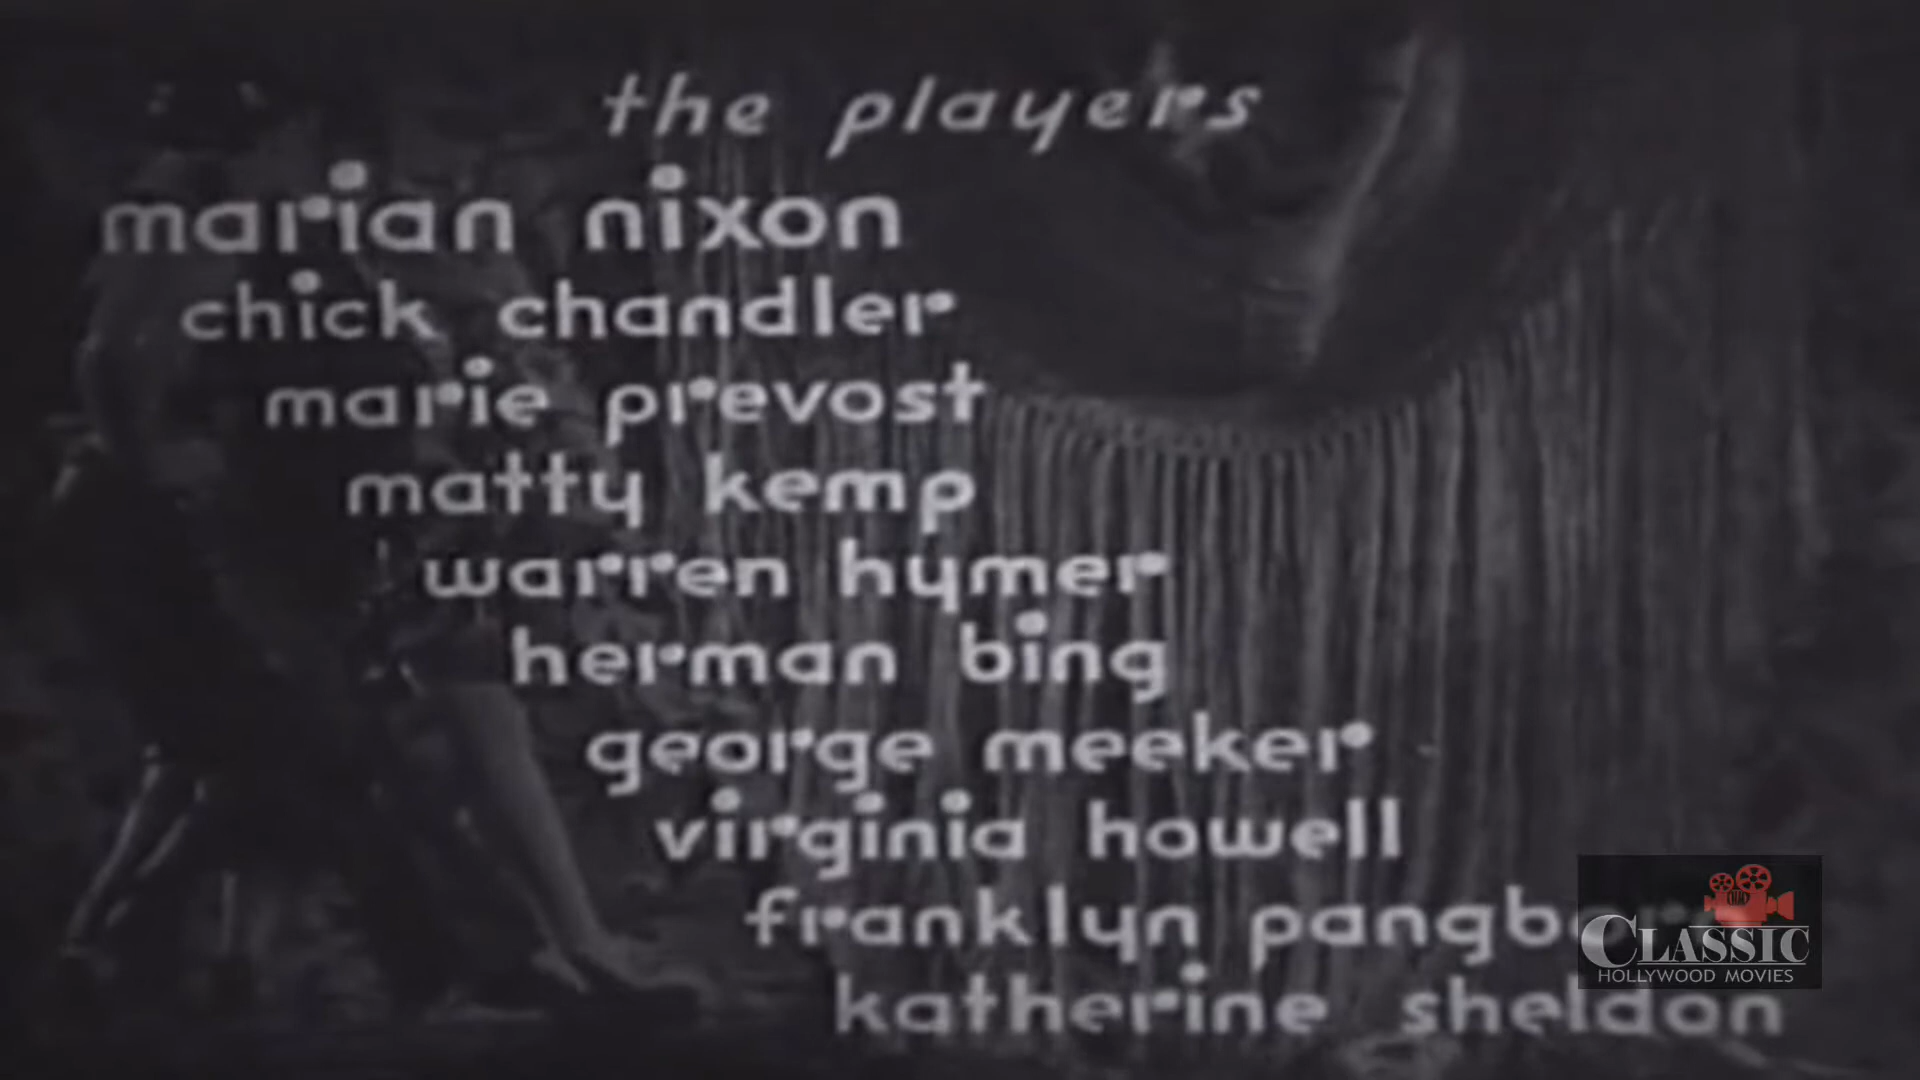 the players
marian nixon
chick chandler
marie prevost
matty kemp
warren hymer
herman bing
george meeker
virginia howell
franklyn
katherine sheldon
CLASSIC
HOLLYWOOD MOVIES